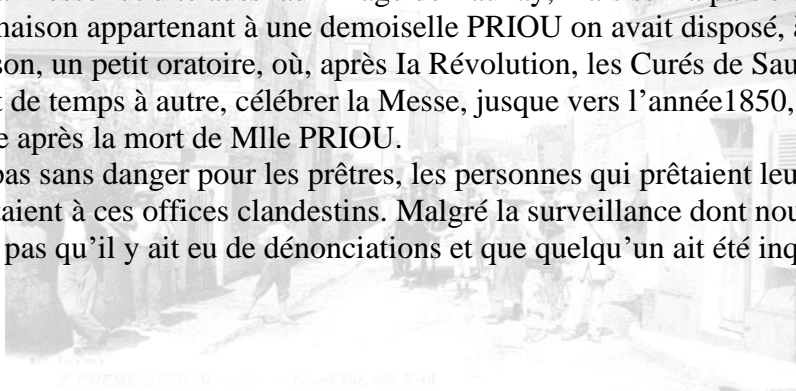 maison appartenant à une demoiselle PRIOU on avait disposé, à
son, un petit oratoire, où, après Ia Révolution, les Curés de Sau
t de temps à autre, célébrer la Messe, jusque vers l’année1850,
e après la mort de Mlle PRIOU.
pas sans danger pour les prêtres, les personnes qui prêtaient leu
taient à ces offices clandestins. Malgré la surveillance dont nou
pas qu’il y ait eu de dénonciations et que quelqu’un ait été inq